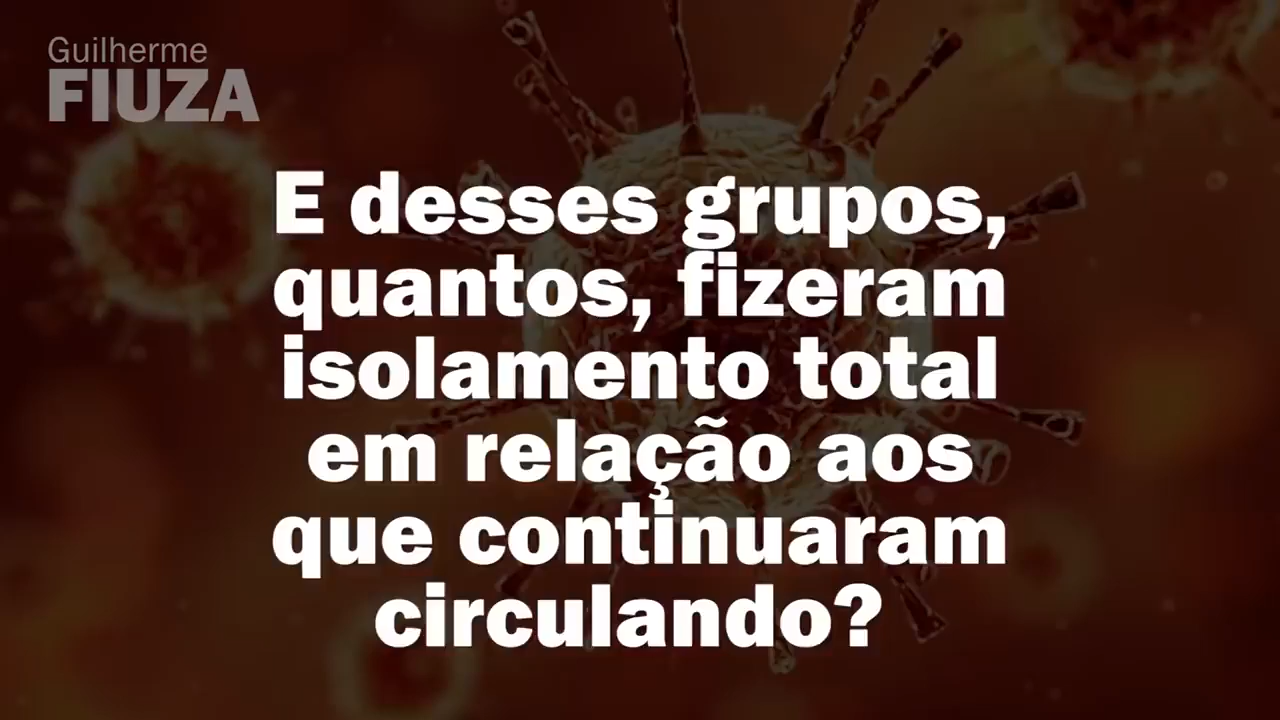 Guilherme
FIUZA
E desses grupos,
quantos, fizeram
isolamento total
em relação aos
que continuaram
circulando?